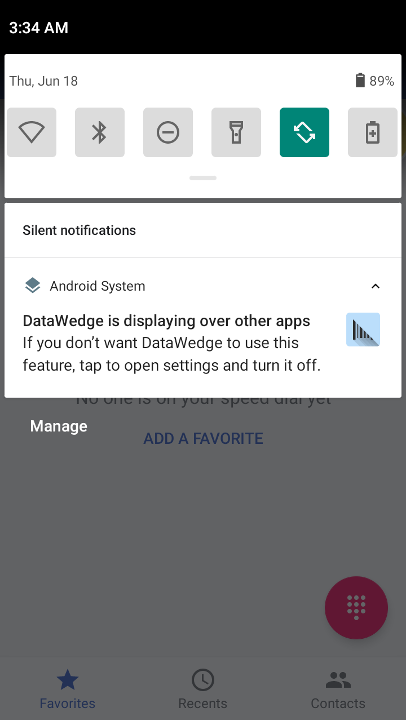 3:34 AM
Thu, Jun 18
89%
Silent notifications
Android System
DataWedge is displaying over other apps
If you don't want DataWedge to use this
feature, tap to open settings and turn it off.
No one is on your speed dial yet
Manage
ADD A FAVORITE
Favorites
Recents
Contacts